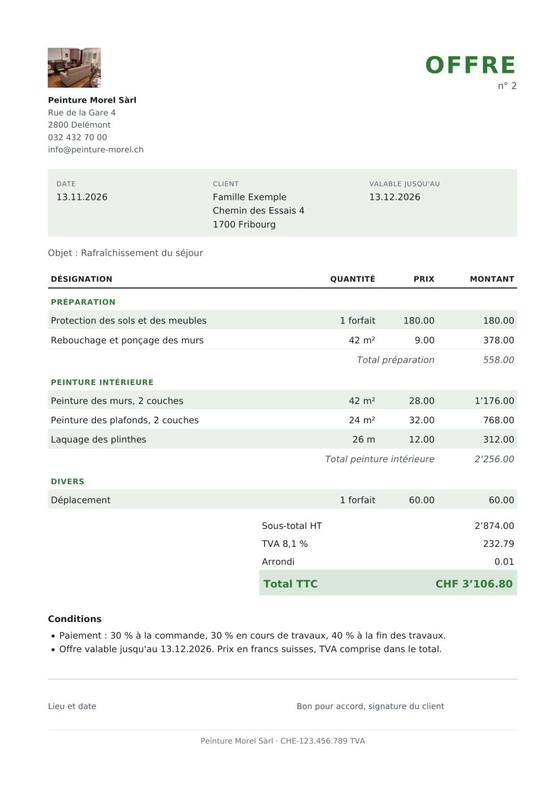 OFFRE
n° 2
Peinture Morel Sàrl
Rue de la Gare 4
2800 Delémont
032 432 70 00
info@peinture-morel.ch
DATE CLIENT VALABLE JUSQU'AU
13.11.2026 Famille Exemple 13.12.2026
Chemin des Essais 4
1700 Fribourg
Objet : Rafraîchissement du séjour
DÉSIGNATION QUANTITÉ PRIX MONTANT
PRÉPARATION
Protection des sols et des meubles 1 forfait 180.00 180.00
Rebouchage et ponçage des murs 42 m² 9.00 378.00
Total préparation 558.00
PEINTURE INTÉRIEURE
Peinture des murs, 2 couches 42 m² 28.00 1’176.00
Peinture des plafonds, 2 couches 24 m² 32.00 768.00
Laquage des plinthes 26 m 12.00 312.00
Total peinture intérieure 2’256.00
DIVERS
Déplacement 1 forfait 60.00 60.00
Sous-total HT 2’874.00
TVA 8,1 % 232.79
Arrondi 0.01
Total TTC CHF 3’106.80
Conditions
• Paiement : 30 % à la commande, 30 % en cours de travaux, 40 % à la fin des travaux.
• Offre valable jusqu'au 13.12.2026. Prix en francs suisses, TVA comprise dans le total.
Lieu et date Bon pour accord, signature du client
Peinture Morel Sàrl · CHE-123.456.789 TVA